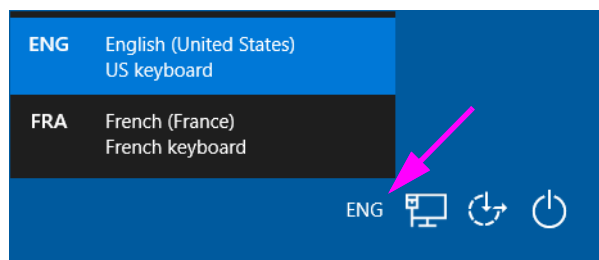 ENG English (United States)
US keyboard
FRA French (France)
French keyboard
ENG